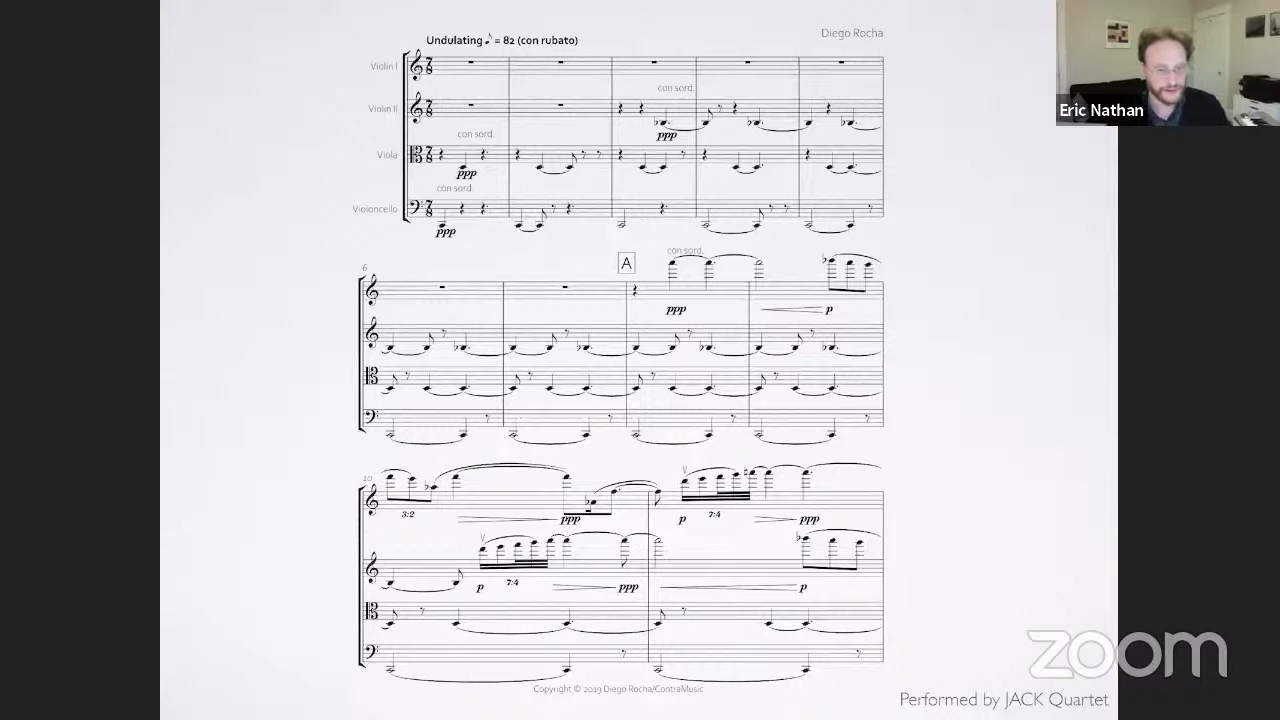 Undulating ♪ = 82 (con rubato)
Diego Rocha
Eric Nathan
Violin I
con sord.
Violin II
ppp
con sord.
Viola
ppp
con sord.
Violoncello
ppp
6
A
con sord.
ppp
p
10
3:2
ppp
p
7:4
ppp
p
7:4
ppp
p
Copyright © 2019 Diego Rocha/ContraMusic
zoom
Performed by JACK Quartet